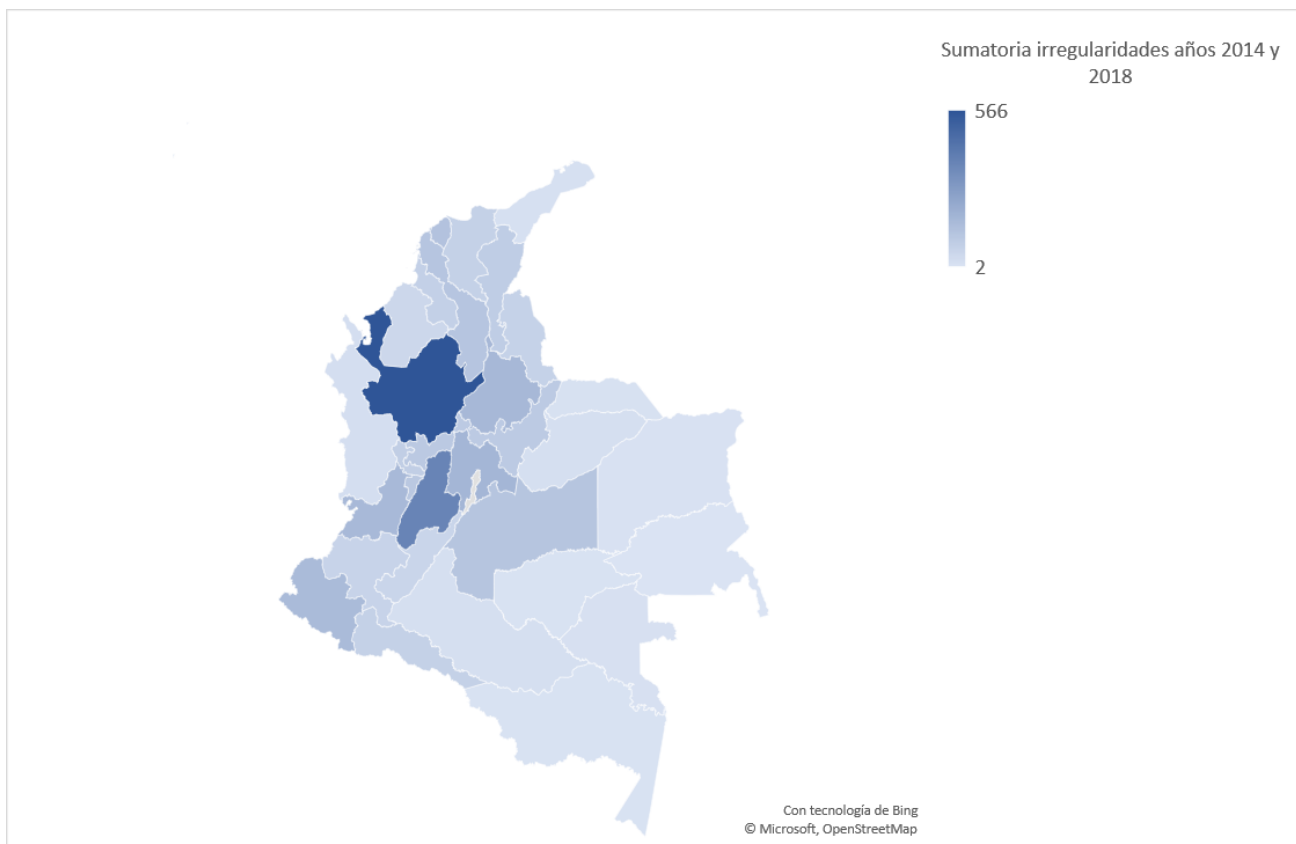 Sumatoria irregularidades años 2014 y
2018
566
2
Con tecnología de Bing
© Microsoft, OpenStreetMap